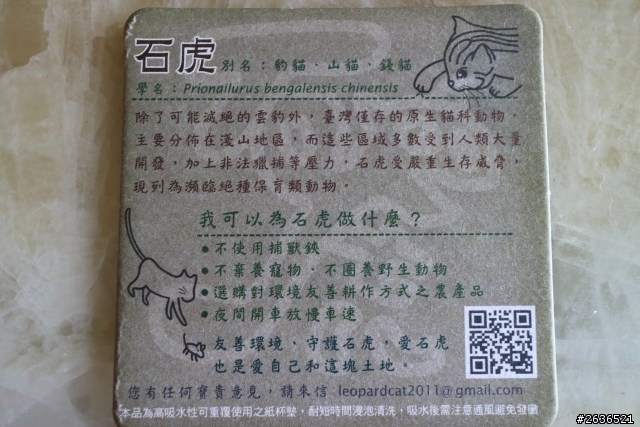 石虎 別名：豹貓．山貓．錢貓
學名：Prionailurus bengalensis chinensis
除了可能滅絕的雲豹外，臺灣僅存的原生貓科動物。
主要分佈在淺山地區，而這些區域多數受到人類大量
開發，加上非法獵捕等壓力，石虎受嚴重生存威脅，
現列為瀕臨絕種保育類動物。
我可以為石虎做什麼？
●不使用捕獸鋏
●不棄養寵物．不圈養野生動物
●選購對環境友善耕作方式之農產品
●夜間開車放慢車速
友善環境，守護石虎，愛石虎
也是愛自己和這塊土地。
您有任何寶貴意見，請來信 leopardcat2011@gmail.com
本品為高吸水性可重覆使用之紙杯墊，耐短時間浸泡清洗，吸水後需注意通風避免發黴
#2636521